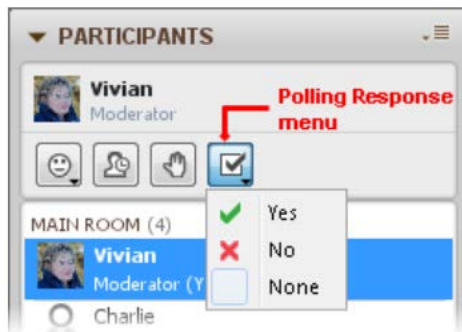 PARTICIPANTS
Vivian
Moderator
Polling Response
menu
Yes
No
None
MAIN ROOM (4)
Vivian
Moderator (Y
Charlie